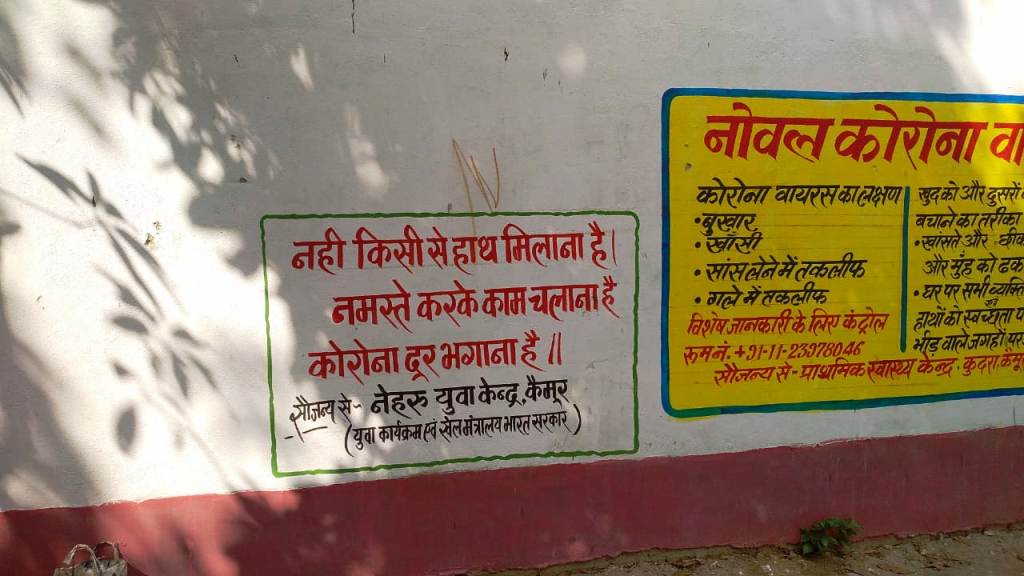 नही किसी से हाथ मिलाना है।
नमस्ते करके काम चलाना है
कोरोना दूर भगाना है॥
सौजन्य से - नेहरु युवा केन्द्र, कैमूर
(युवा कार्यक्रम एवं खेल मंत्रालय भारत सरकार)
नोवल कोरोना वा
कोरोना वायरस का लक्षण
• बुखार
• खाँसी
• सांस लेने में तकलीफ
• गले में तकलीफ
खुद को और दुसरों
बचाने का तरीका
• खासते और छीक
और मुंह को ढक
• घर पर सभी व्यक्ति
हाथों को स्वच्छता प
भीड़ वाले जगहों पर
विशेष जानकारी के लिए कंट्रोल
रूम नं. +91-11-23978046
सौजन्य से - प्राथमिक स्वास्थ्य केन्द्र - कुदरा, कैमू